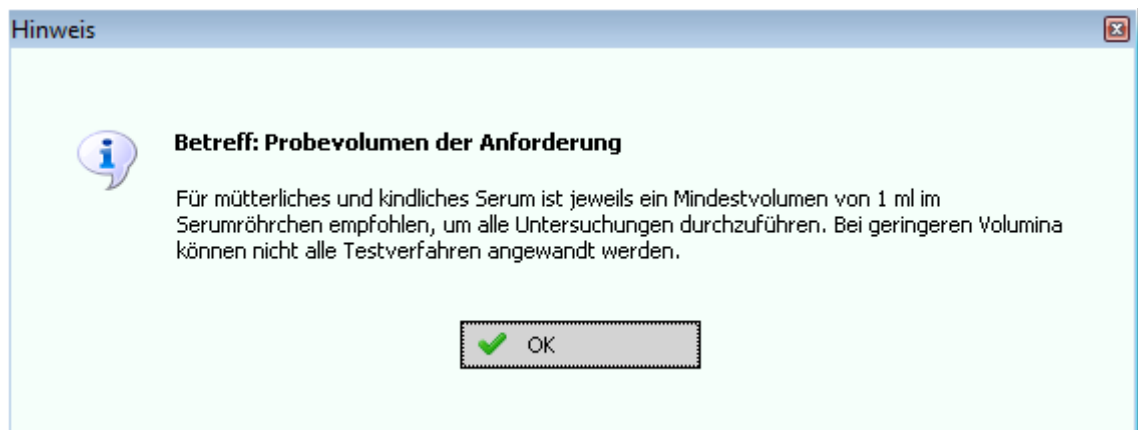 Hinweis
Betreff: Probevolumen der Anforderung
Für mütterliches und kindliches Serum ist jeweils ein Mindestvolumen von 1 ml im
Serumröhrchen empfohlen, um alle Untersuchungen durchzuführen. Bei geringeren Volumina
können nicht alle Testverfahren angewandt werden.
OK